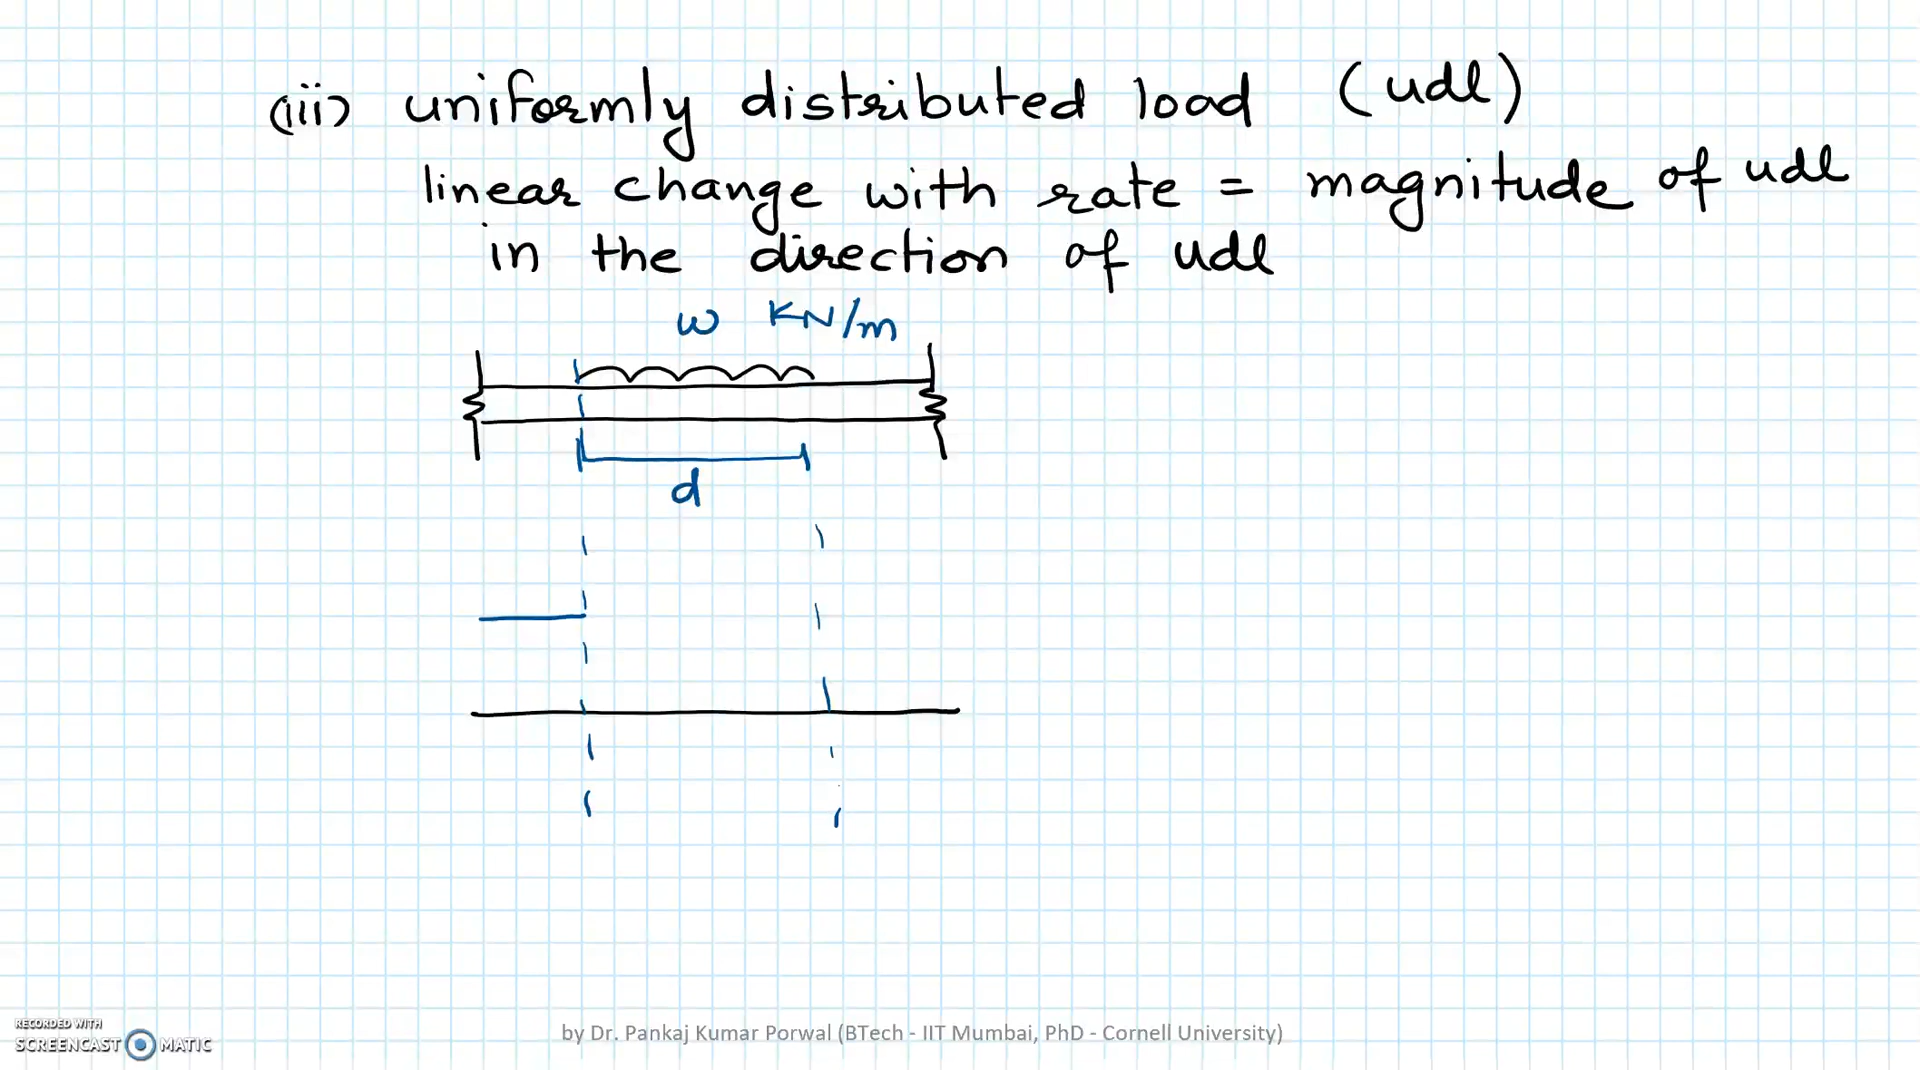 (iii) uniformly distributed load (udl)
linear change with rate = magnitude of udl
in the direction of udl
w KN/m
d
RECORDED WITH
SCREENCAST MATIC
by Dr. Pankaj Kumar Porwal (BTech - IIT Mumbai, PhD - Cornell University)